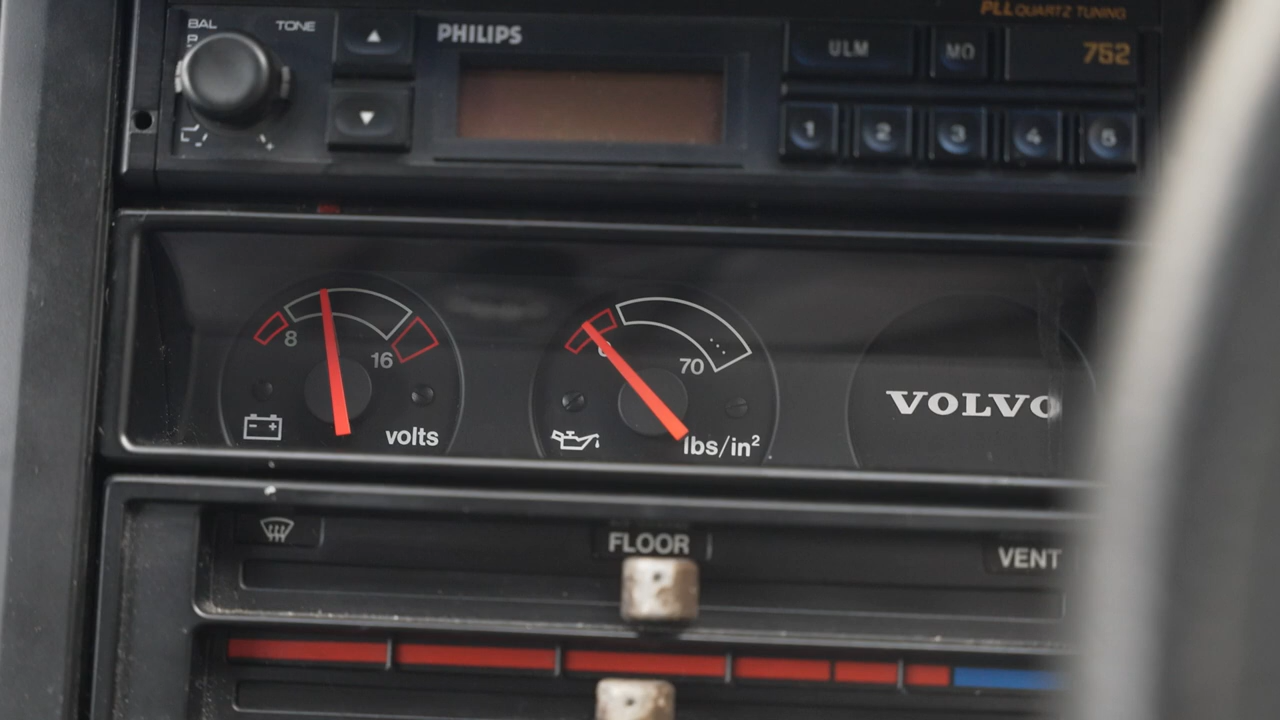 PLL QUARTZ TUNING
BAL
TONE
PHILIPS
ULM
MO
752
1
2
3
4
5
8
16
volts
70
lbs/in²
VOLVO
FLOOR
VENT